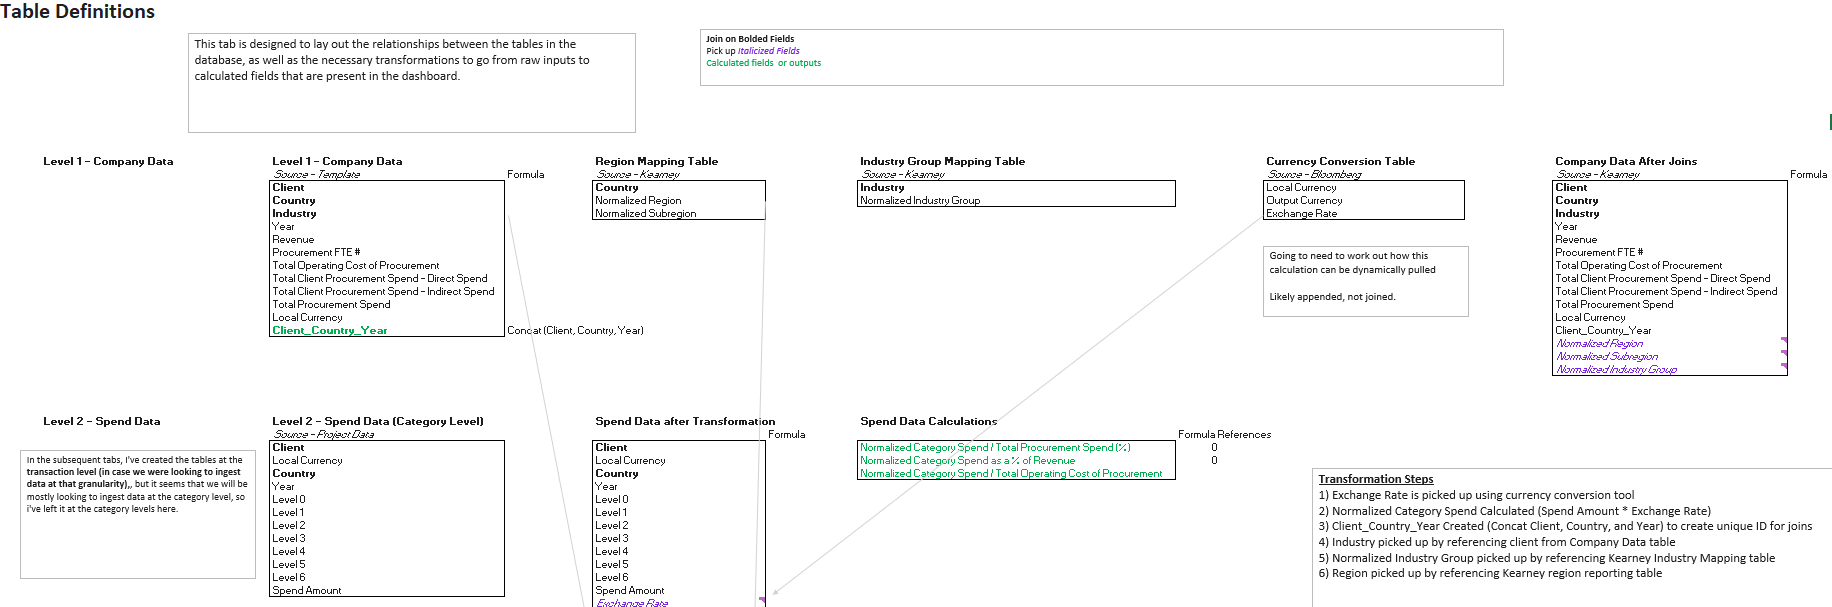 Table Definitions
This tab is designed to lay out the relationships between the tables in the
database, as well as the necessary transformations to go from raw inputs to
calculated fields that are present in the dashboard.
Join on Bolded Fields
Pick up Italicized Fields
Calculated fields or outputs
Level 1 - Company Data
Level 1 - Company Data
Source - Template
Formula
Client
Country
Industry
Year
Revenue
Procurement FTE #
Total Operating Cost of Procurement
Total Client Procurement Spend - Direct Spend
Total Client Procurement Spend - Indirect Spend
Total Procurement Spend
Local Currency
Client_Country_Year
Concat (Client, Country, Year)
Region Mapping Table
Source - Kearney
Country
Normalized Region
Normalized Subregion
Industry Group Mapping Table
Source - Kearney
Industry
Normalized Industry Group
Currency Conversion Table
Source - Bloomberg
Local Currency
Output Currency
Exchange Rate
Going to need to work out how this
calculation can be dynamically pulled
Likely appended, not joined.
Company Data After Joins
Source - Kearney
Formula
Client
Country
Industry
Year
Revenue
Procurement FTE #
Total Operating Cost of Procurement
Total Client Procurement Spend - Direct Spend
Total Client Procurement Spend - Indirect Spend
Total Procurement Spend
Local Currency
Client_Country_Year
Normalized Region
Normalized Subregion
Normalized Industry Group
Level 2 - Spend Data
In the subsequent tabs, I've created the tables at the
transaction level (in case we were looking to ingest
data at that granularity),, but it seems that we will be
mostly looking to ingest data at the category level, so
i've left it at the category levels here.
Level 2 - Spend Data (Category Level)
Source - Project Data
Client
Local Currency
Country
Year
Level 0
Level 1
Level 2
Level 3
Level 4
Level 5
Level 6
Spend Amount
Spend Data after Transformation
Formula
Client
Local Currency
Country
Year
Level 0
Level 1
Level 2
Level 3
Level 4
Level 5
Level 6
Spend Amount
Exchange Rate
Spend Data Calculations
Formula References
Normalized Category Spend / Total Procurement Spend (%) 0
Normalized Category Spend as a % of Revenue 0
Normalized Category Spend / Total Operating Cost of Procurement
Transformation Steps
1) Exchange Rate is picked up using currency conversion tool
2) Normalized Category Spend Calculated (Spend Amount * Exchange Rate)
3) Client_Country_Year Created (Concat Client, Country, and Year) to create unique ID for joins
4) Industry picked up by referencing client from Company Data table
5) Normalized Industry Group picked up by referencing Kearney Industry Mapping table
6) Region picked up by referencing Kearney region reporting table